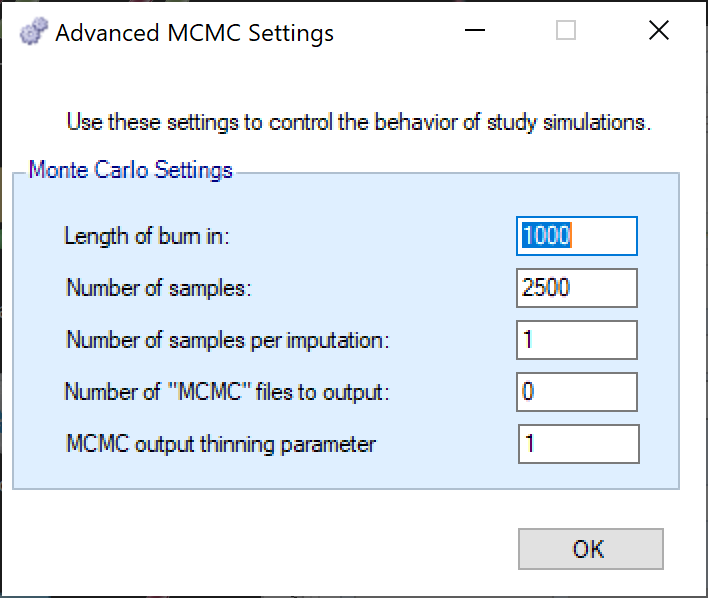 Advanced MCMC Settings
Use these settings to control the behavior of study simulations.
Monte Carlo Settings
Length of burn in: 1000
Number of samples: 2500
Number of samples per imputation: 1
Number of "MCMC" files to output: 0
MCMC output thinning parameter 1
OK